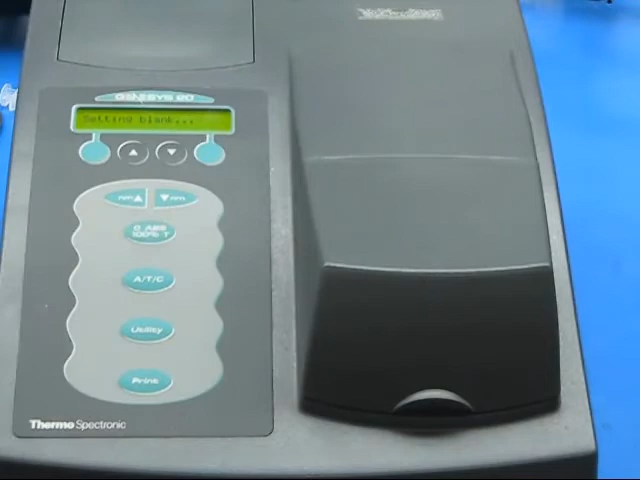 GENESYS 20
Setting blank...
nm▲ ▼nm
0 ABS
100% T
A/T/C
Utility
Print
Thermo Spectronic